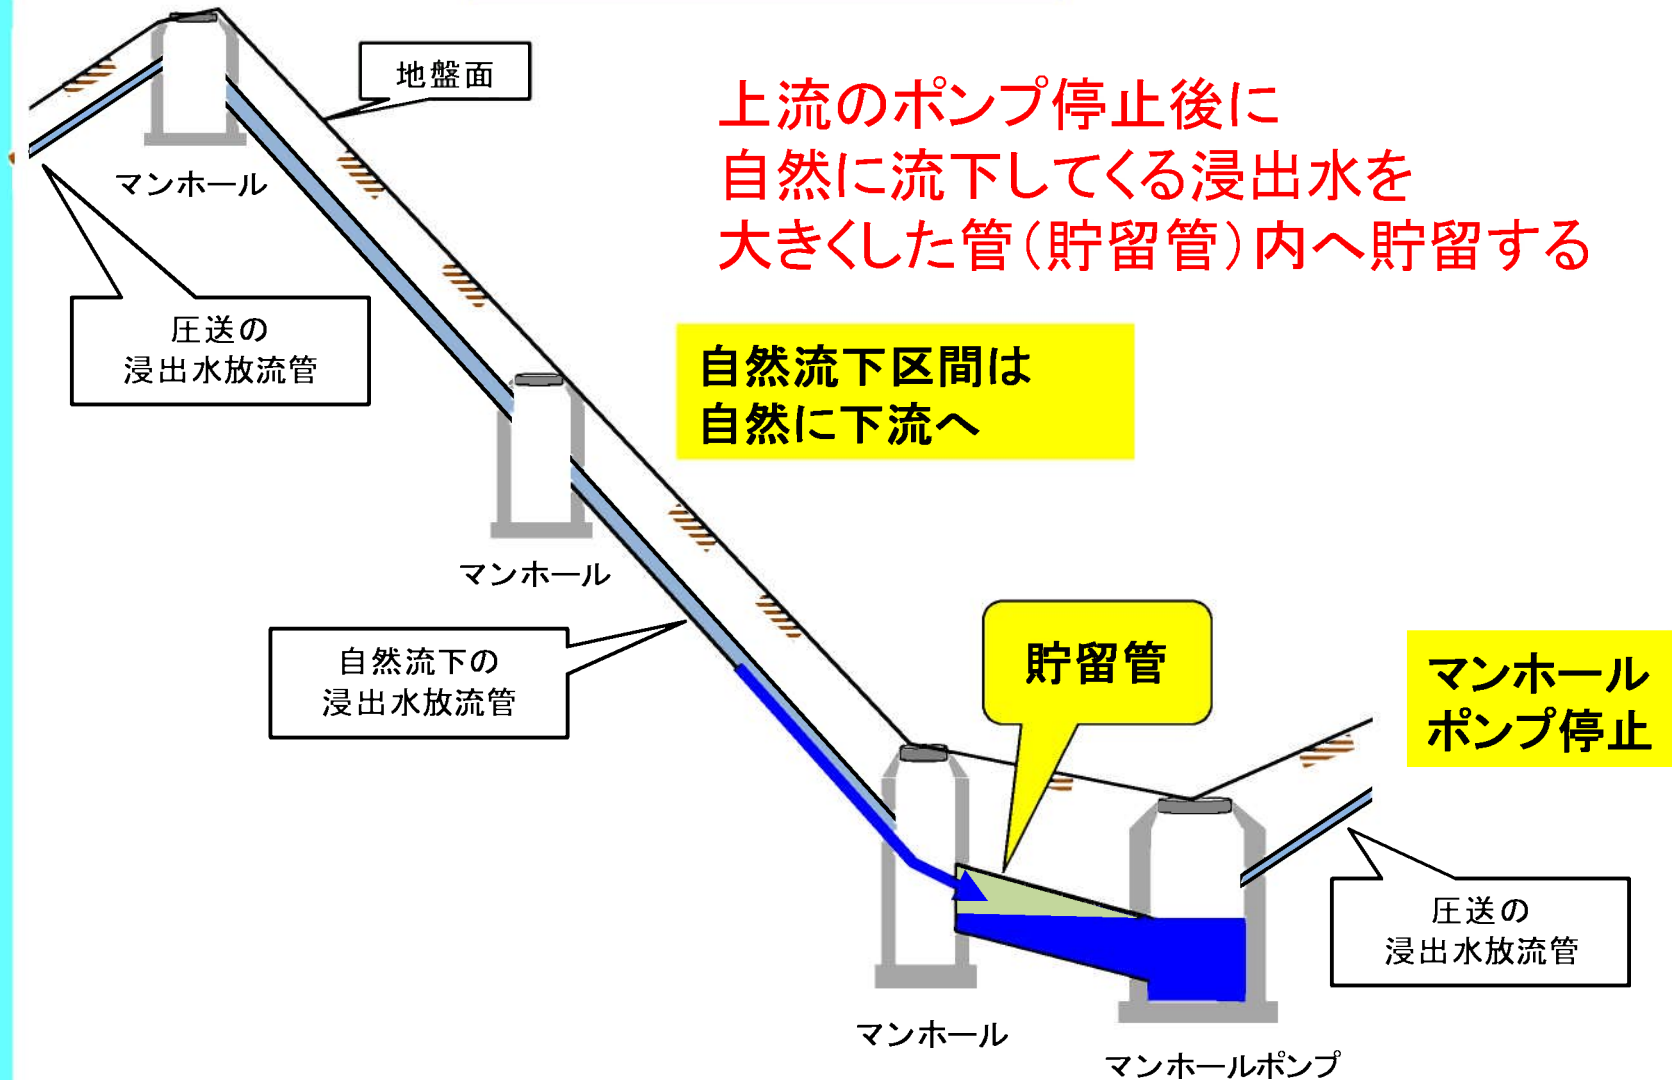 地盤面
上流のポンプ停止後に
自然に流下してくる浸出水を
大きくした管（貯留管）内へ貯留する
マンホール
圧送の
浸出水放流管
自然流下区間は
自然に下流へ
マンホール
自然流下の
浸出水放流管
貯留管
マンホール
ポンプ停止
圧送の
浸出水放流管
マンホール
マンホールポンプ